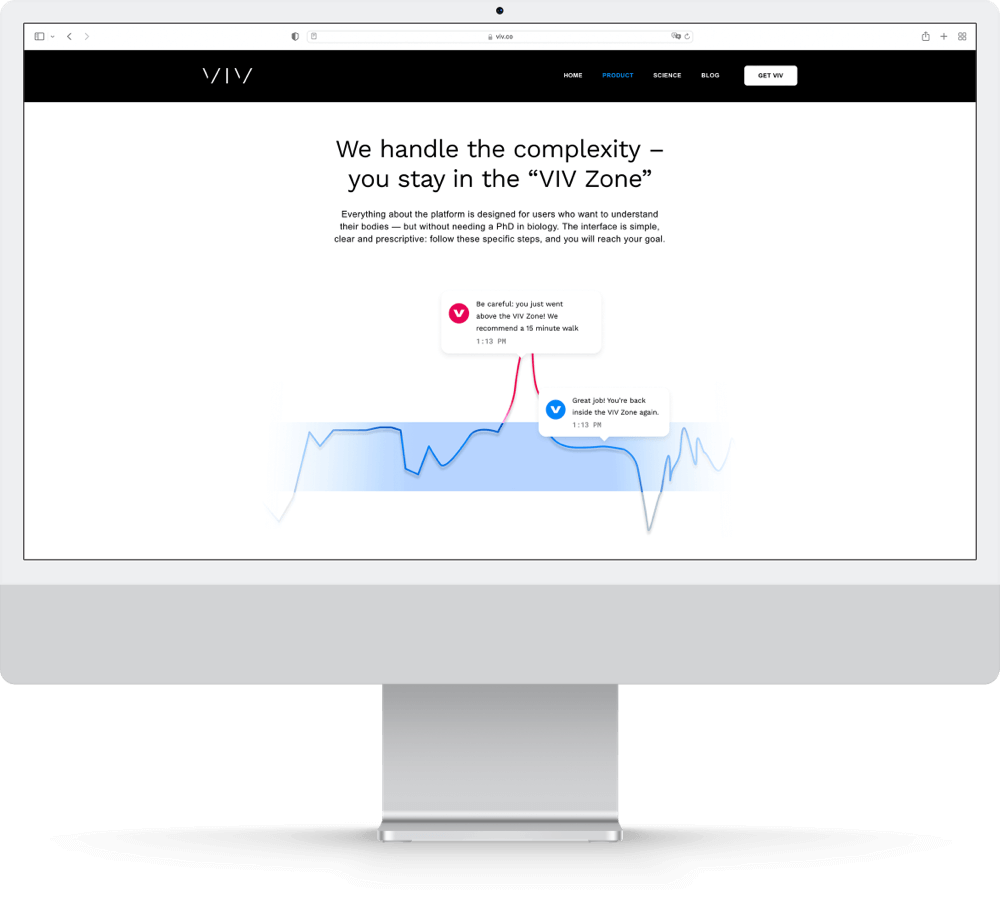 viv.co
VIV
HOME
PRODUCT
SCIENCE
BLOG
GET VIV
We handle the complexity –
you stay in the “VIV Zone”
Everything about the platform is designed for users who want to understand
their bodies — but without needing a PhD in biology. The interface is simple,
clear and prescriptive: follow these specific steps, and you will reach your goal.
Be careful: you just went
above the VIV Zone! We
recommend a 15 minute walk
1:13 PM
Great job! You're back
inside the VIV Zone again.
1:13 PM